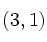 (3, 1)